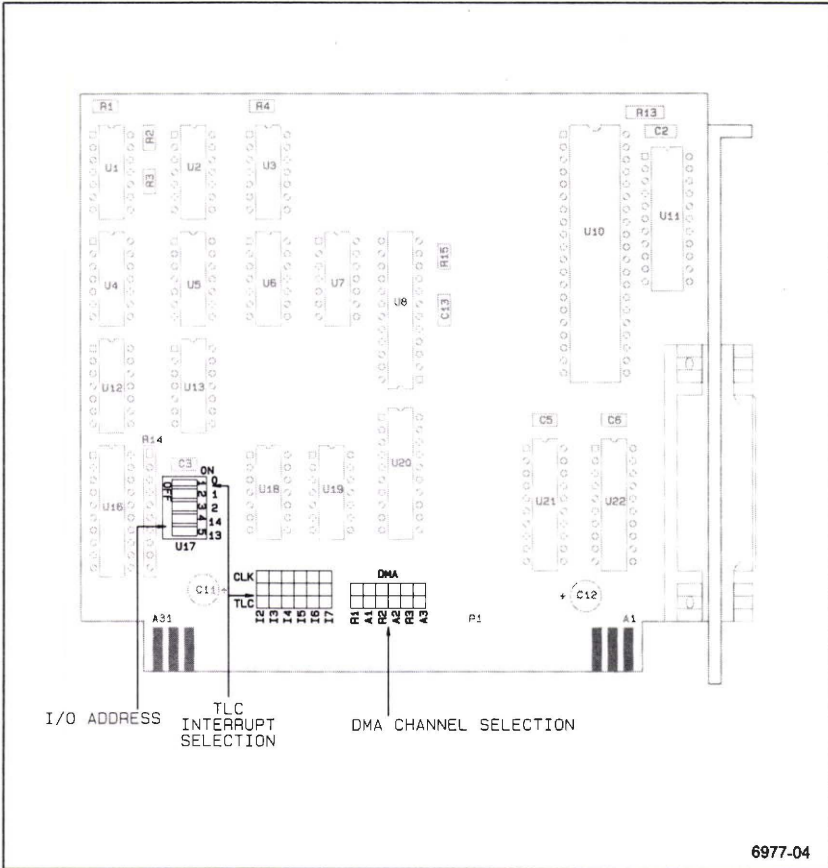 R1
R4
R13
R2
C2
U1
U2
U3
R3
U10
U11
U4
U5
U6
U7
U8
R15
C13
U12
U13
R14
C5
C6
C3
ON
OFF
1 0
2 1
3 2
4 14
5 13
U16
U17
U18
U19
U20
U21
U22
CLK
DMA
C11
+
TLC
+ C12
I2 I3 I4 I5 I6 I7
R1 A1 R2 A2 R3 A3
A31
P1
A1
I/O ADDRESS
TLC
INTERRUPT
SELECTION
DMA CHANNEL SELECTION
6977-04